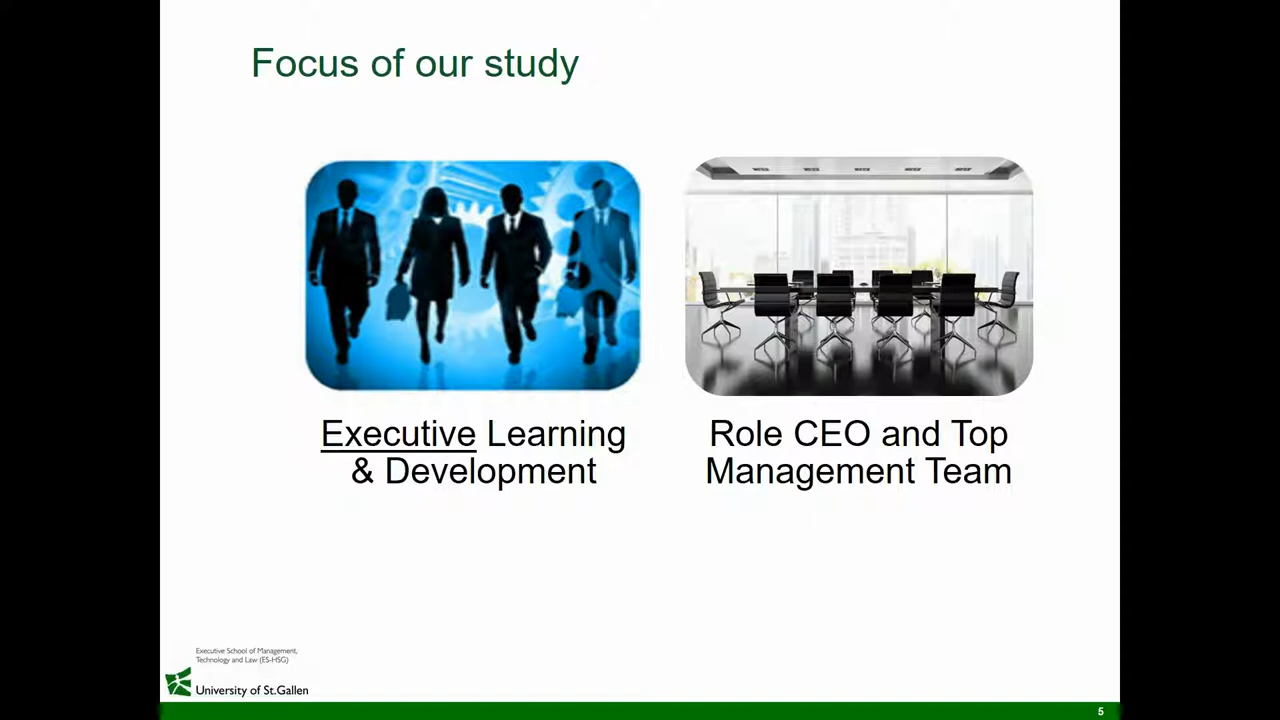 Focus of our study
Executive Learning
& Development
Role CEO and Top
Management Team
Executive School of Management,
Technology and Law (ES-HSG)
University of St.Gallen
5